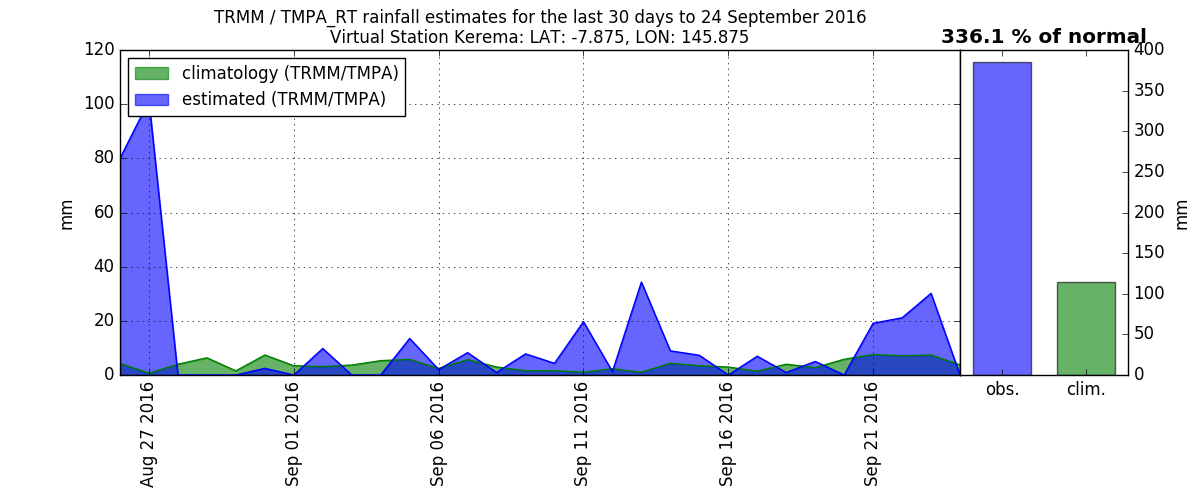 TRMM / TMPA_RT rainfall estimates for the last 30 days to 24 September 2016
Virtual Station Kerema: LAT: -7.875, LON: 145.875
336.1 % of normal
climatology (TRMM/TMPA)
estimated (TRMM/TMPA)
120
100
80
60
40
20
0
mm
Aug 27 2016
Sep 01 2016
Sep 06 2016
Sep 11 2016
Sep 16 2016
Sep 21 2016
400
350
300
250
200
150
100
50
0
mm
obs.
clim.